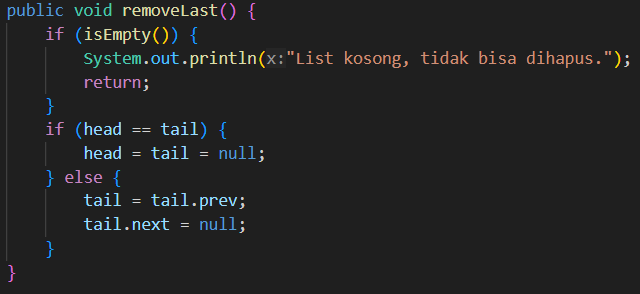 public void removeLast() {
    if (isEmpty()) {
        System.out.println(x:"List kosong, tidak bisa dihapus.");
        return;
    }
    if (head == tail) {
        head = tail = null;
    } else {
        tail = tail.prev;
        tail.next = null;
    }
}